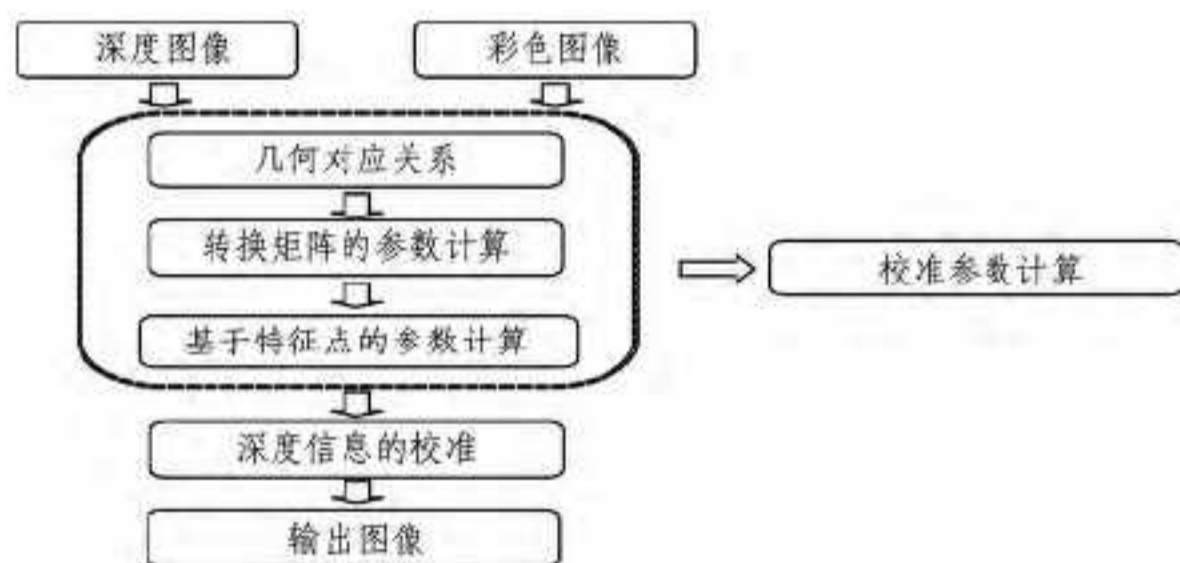 深度图像
彩色图像
几何对应关系
转换矩阵的参数计算
校准参数计算
基于特征点的参数计算
深度信息的校准
输出图像